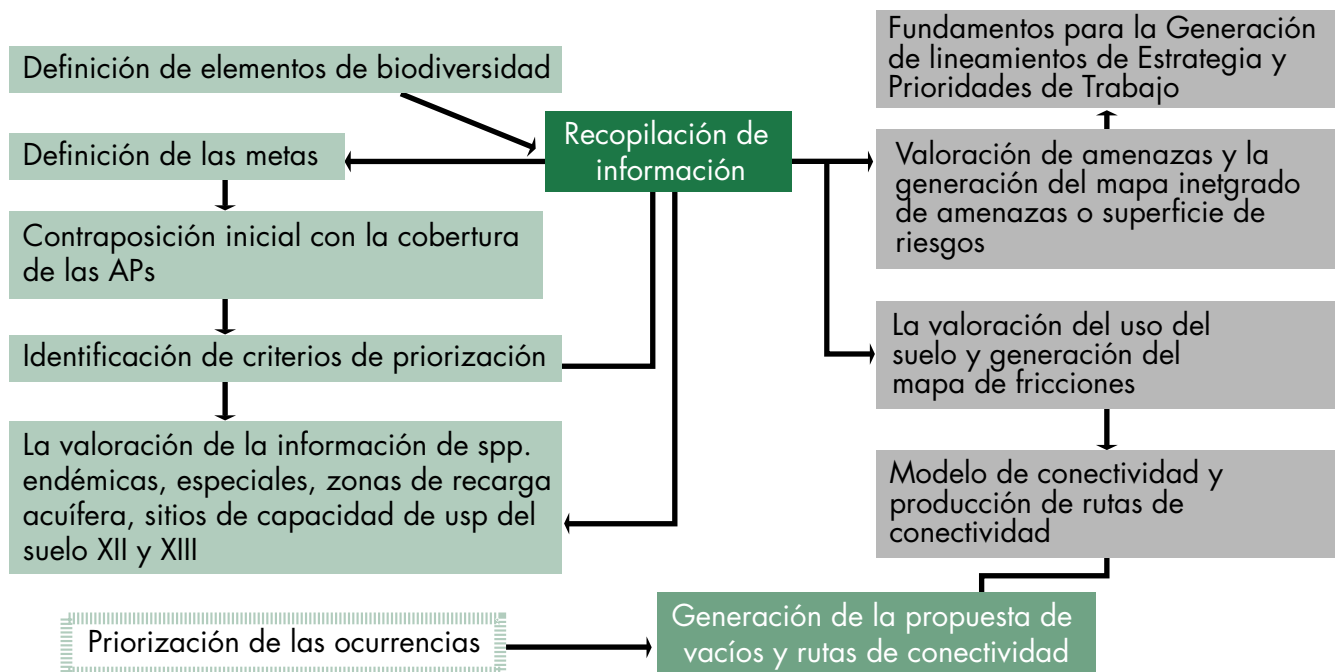 Definición de elementos de biodiversidad
Definición de las metas
Contraposición inicial con la cobertura
de las APs
Identificación de criterios de priorización
La valoración de la información de spp.
endémicas, especiales, zonas de recarga
acuífera, sitios de capacidad de usp del
suelo XII y XIII
Priorización de las ocurrencias
Recopilación de
información
Generación de la propuesta de
vacíos y rutas de conectividad
Fundamentos para la Generación
de lineamientos de Estrategia y
Prioridades de Trabajo
Valoración de amenazas y la
generación del mapa inetgrado
de amenazas o superficie de
riesgos
La valoración del uso del
suelo y generación del
mapa de fricciones
Modelo de conectividad y
producción de rutas de
conectividad